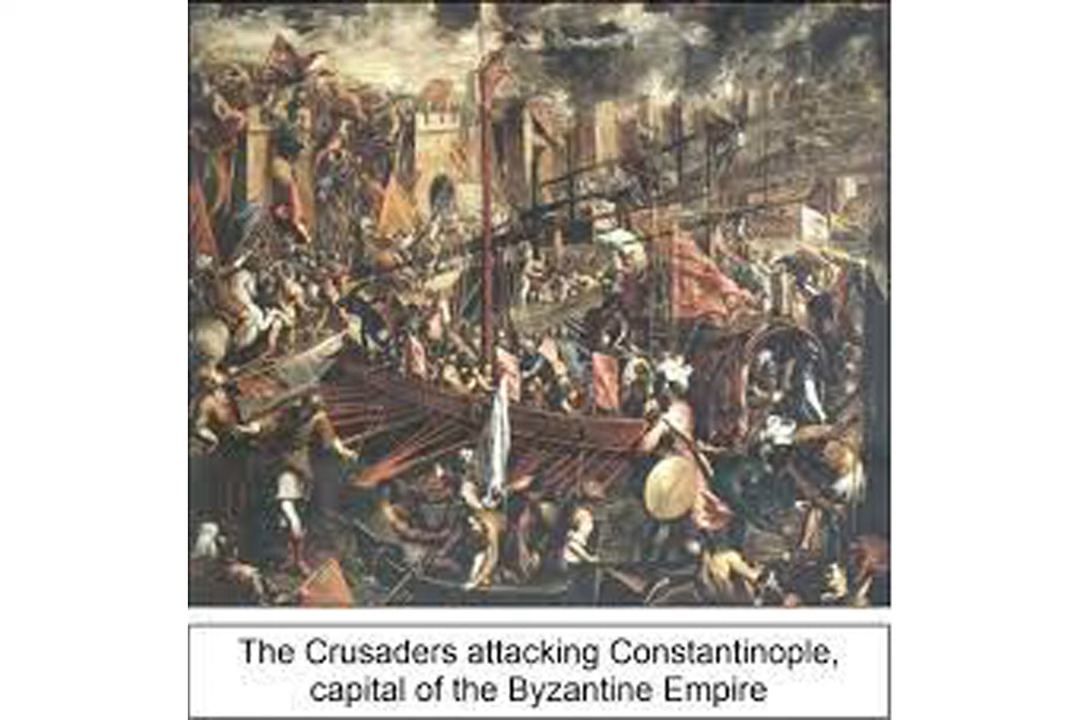 The Crusaders attacking Constantinople,
capital of the Byzantine Empire